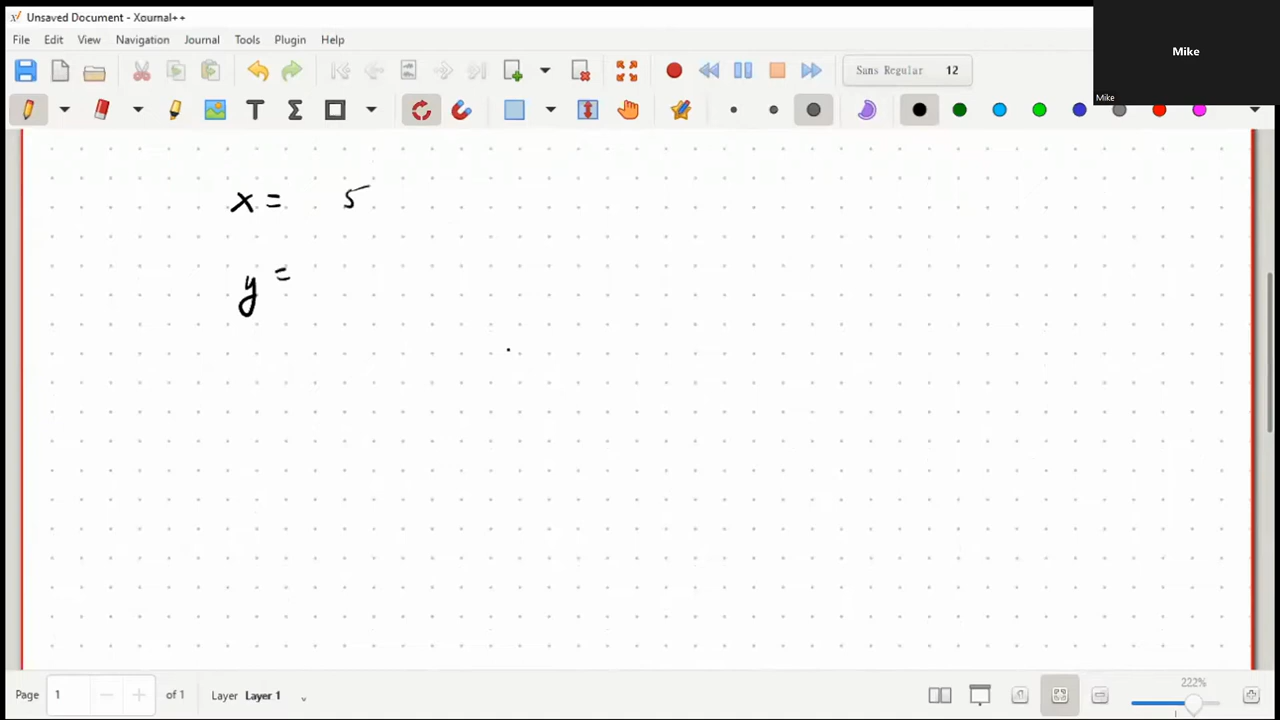 Unsaved Document - Xournal++
Mike
File Edit View Navigation Journal Tools Plugin Help
Sans Regular 12
Mike
x = 5
y =
Page 1 of 1 Layer Layer 1 222%